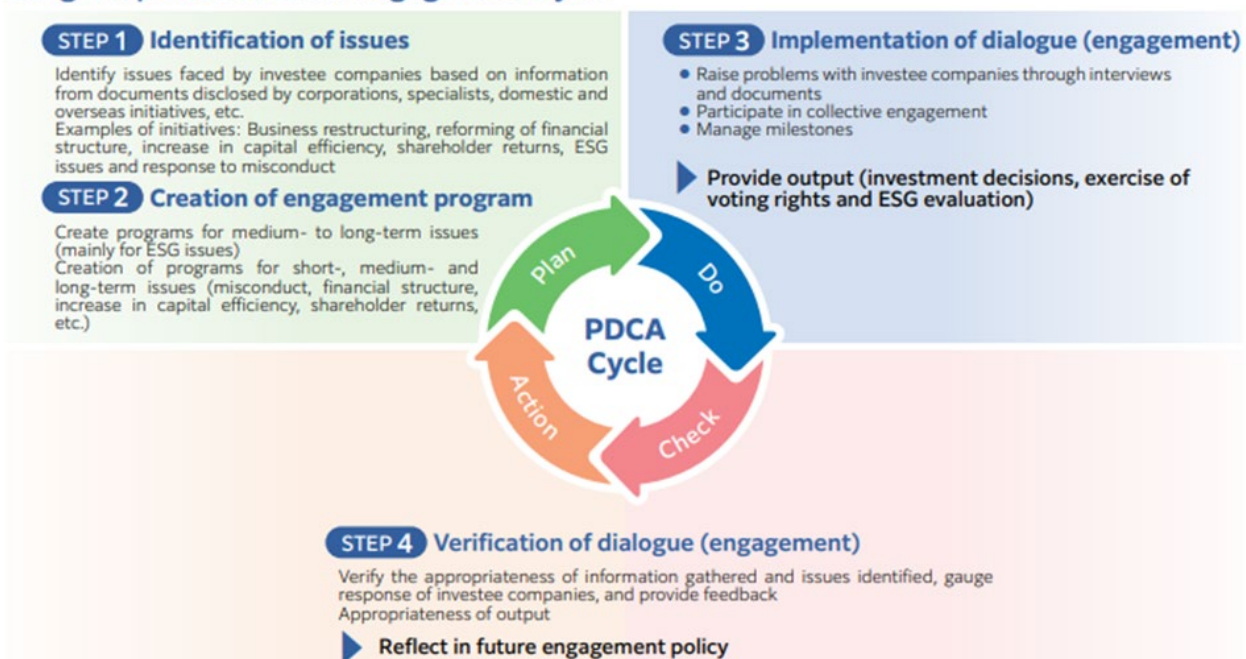 STEP 1 Identification of issues
Identify issues faced by investee companies based on information
from documents disclosed by corporations, specialists, domestic and
overseas initiatives, etc.
Examples of initiatives: Business restructuring, reforming of financial
structure, increase in capital efficiency, shareholder returns, ESG
issues and response to misconduct
STEP 2 Creation of engagement program
Create programs for medium- to long-term issues
(mainly for ESG issues)
Creation of programs for short-, medium- and
long-term issues (misconduct, financial structure,
increase in capital efficiency, shareholder returns,
etc.)
STEP 3 Implementation of dialogue (engagement)
• Raise problems with investee companies through interviews
and documents
• Participate in collective engagement
• Manage milestones
Provide output (investment decisions, exercise of
voting rights and ESG evaluation)
Plan
Do
PDCA
Cycle
Action
Check
STEP 4 Verification of dialogue (engagement)
Verify the appropriateness of information gathered and issues identified, gauge
response of investee companies, and provide feedback
Appropriateness of output
Reflect in future engagement policy